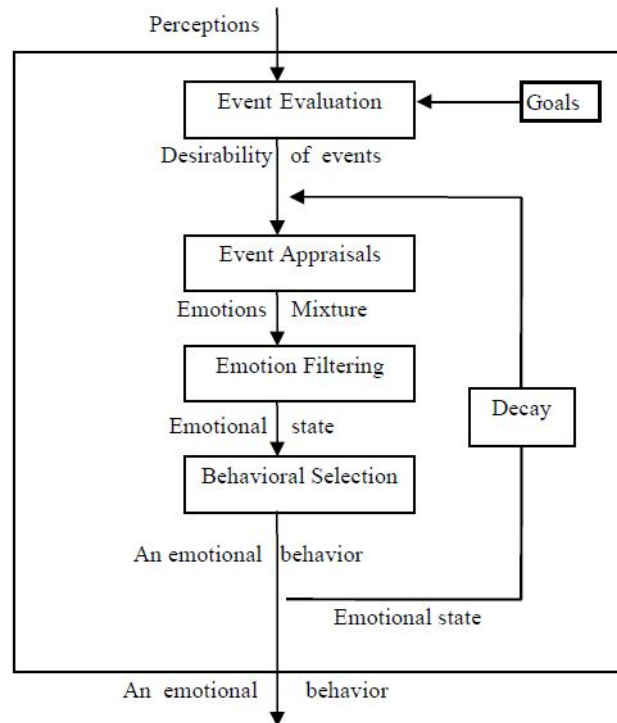 Perceptions
Event Evaluation
Goals
Desirability of events
Event Appraisals
Emotions Mixture
Emotion Filtering
Decay
Emotional state
Behavioral Selection
An emotional behavior
Emotional state
An emotional behavior